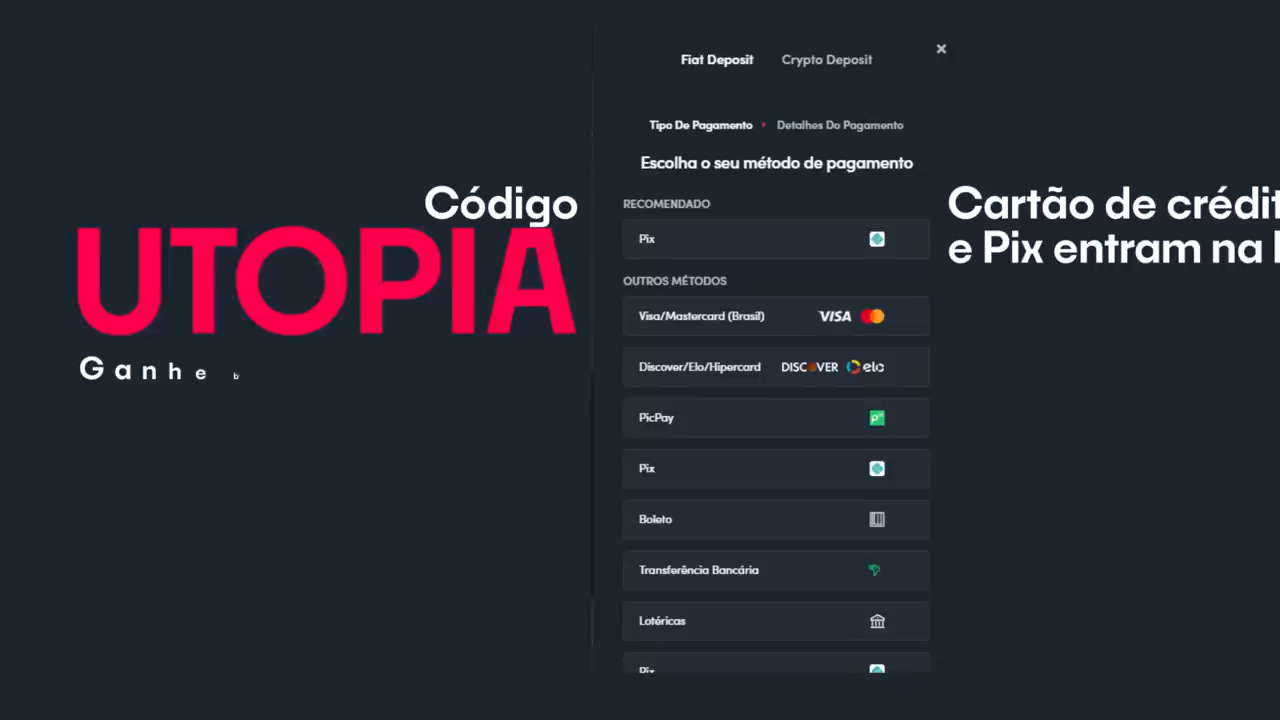 Código
UTOPIA
Ganhe b
Fiat Deposit Crypto Deposit
Tipo De Pagamento Detalhes Do Pagamento
Escolha o seu método de pagamento
RECOMENDADO
Pix
OUTROS MÉTODOS
Visa/Mastercard (Brasil) VISA
Discover/Elo/Hipercard DISCOVER elo
PicPay
Pix
Boleto
Transferência Bancária
Lotéricas
Pix
Cartão de crédit
e Pix entram na